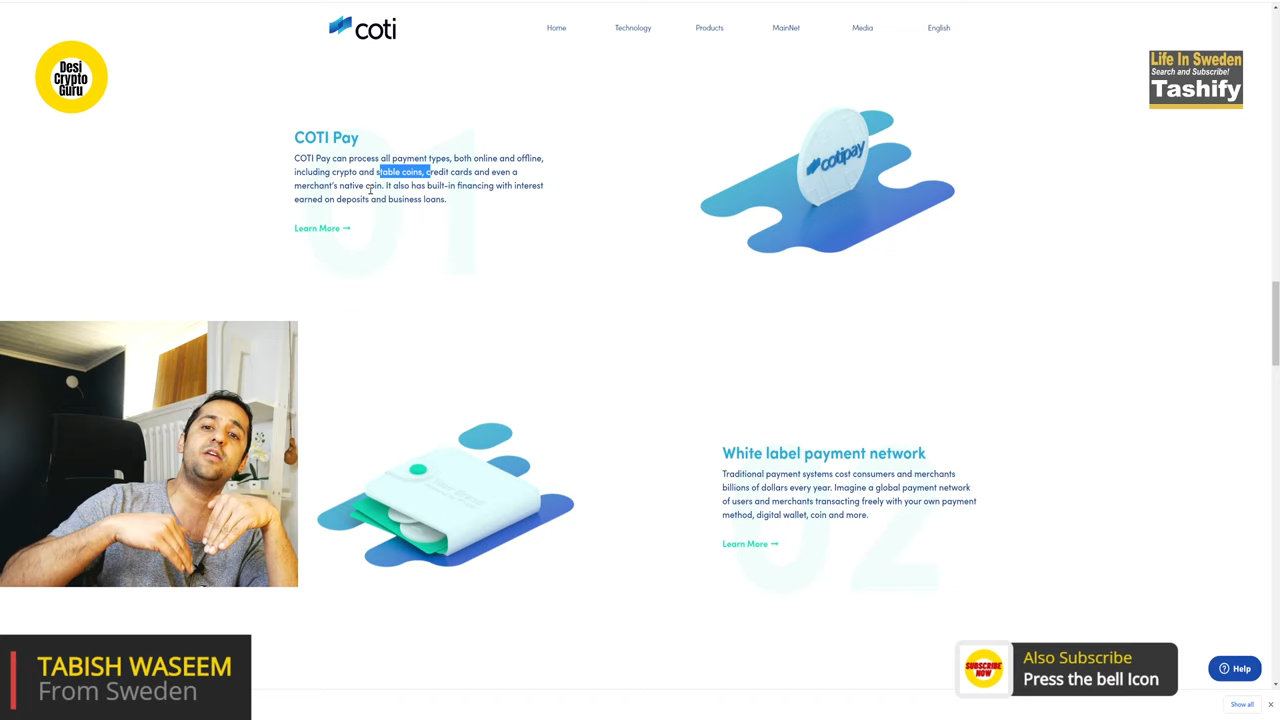 coti
Home
Technology
Products
MainNet
Media
English
Desi
Crypto
Guru
Life In Sweden
Search and Subscribe!
Tashify
COTI Pay
COTI Pay can process all payment types, both online and offline,
including crypto and stable coins, credit cards and even a
merchant's native coin. It also has built-in financing with interest
earned on deposits and business loans.
Learn More →
01
cotipay
White label payment network
Traditional payment systems cost consumers and merchants
billions of dollars every year. Imagine a global payment network
of users and merchants transacting freely with your own payment
method, digital wallet, coin and more.
Learn More →
02
TABISH WASEEM
From Sweden
SUBSCRIBE
NOW
Also Subscribe
Press the bell Icon
Help
Show all